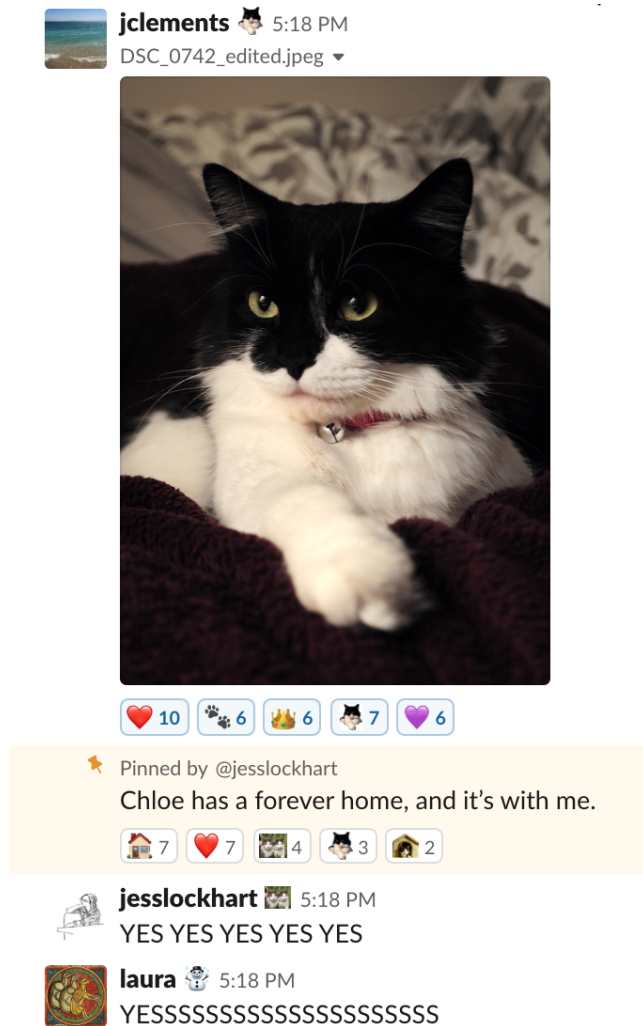 jclements 5:18 PM
DSC_0742_edited.jpeg
10 6 6 7 6
Pinned by @jesslockhart
Chloe has a forever home, and it’s with me.
7 7 4 3 2
jesslockhart 5:18 PM
YES YES YES YES YES
laura 5:18 PM
YESSSSSSSSSSSSSSSSSSSSS